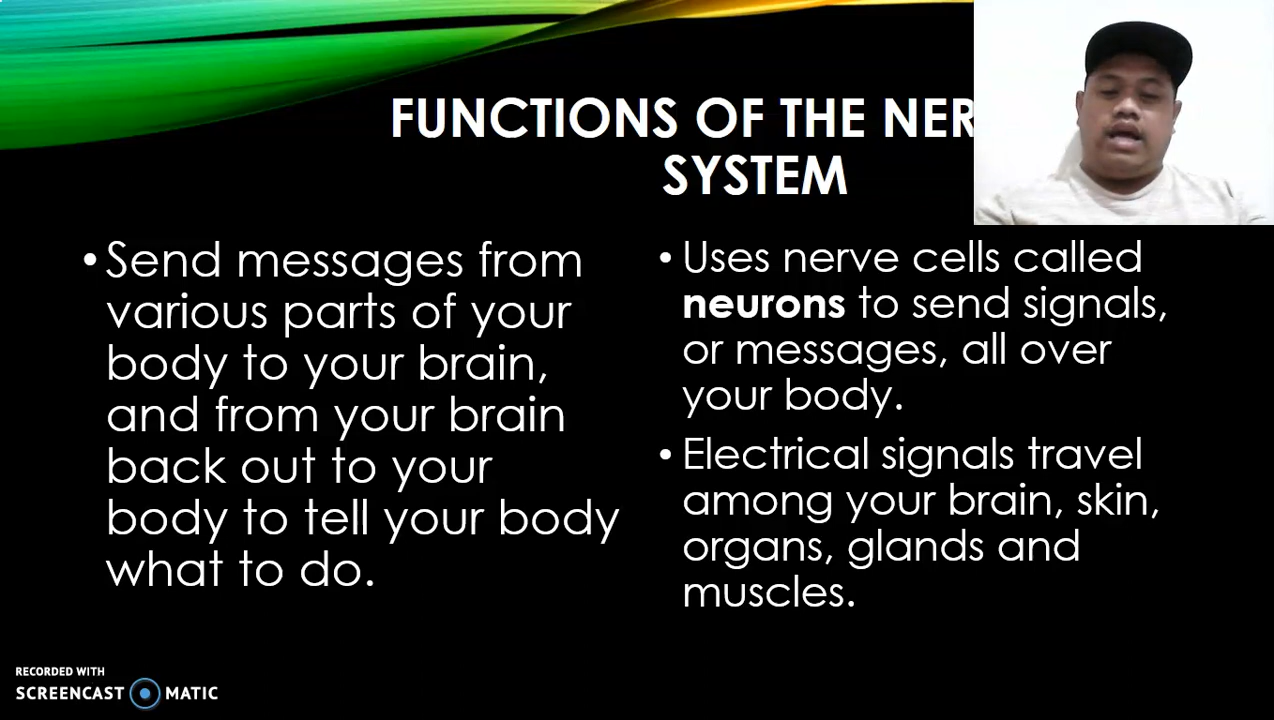 FUNCTIONS OF THE NER
SYSTEM
•Send messages from
various parts of your
body to your brain,
and from your brain
back out to your
body to tell your body
what to do.
•Uses nerve cells called
neurons to send signals,
or messages, all over
your body.
•Electrical signals travel
among your brain, skin,
organs, glands and
muscles.
RECORDED WITH
SCREENCAST MATIC